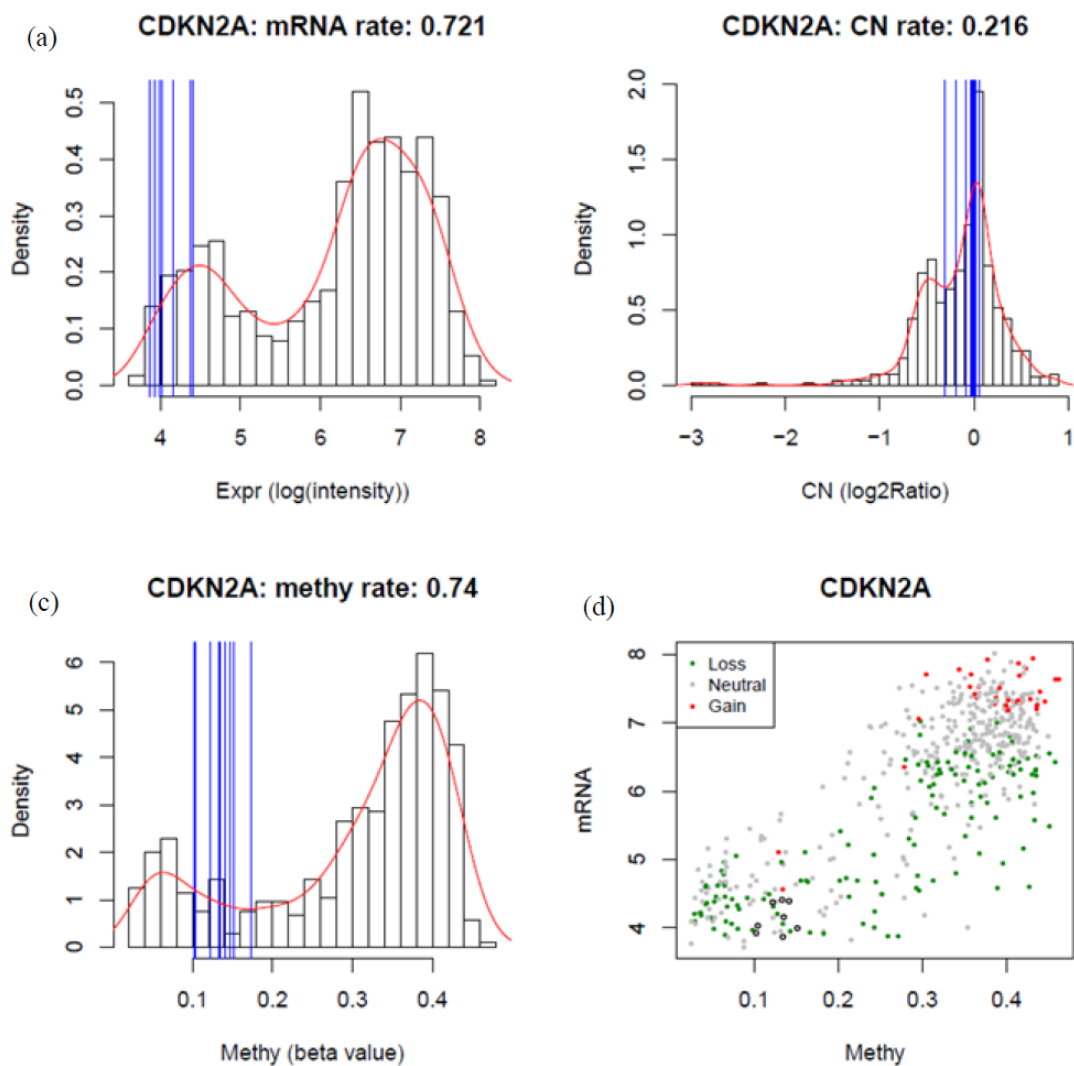 (a)
CDKN2A: mRNA rate: 0.721
Density
0.0 0.1 0.2 0.3 0.4 0.5
4 5 6 7 8
Expr (log(intensity))
CDKN2A: CN rate: 0.216
Density
0.0 0.5 1.0 1.5 2.0
−3 −2 −1 0 1
CN (log2Ratio)
(c)
CDKN2A: methy rate: 0.74
Density
0 1 2 3 4 5 6
0.1 0.2 0.3 0.4
Methy (beta value)
(d)
CDKN2A
Loss
Neutral
Gain
mRNA
4 5 6 7 8
0.1 0.2 0.3 0.4
Methy